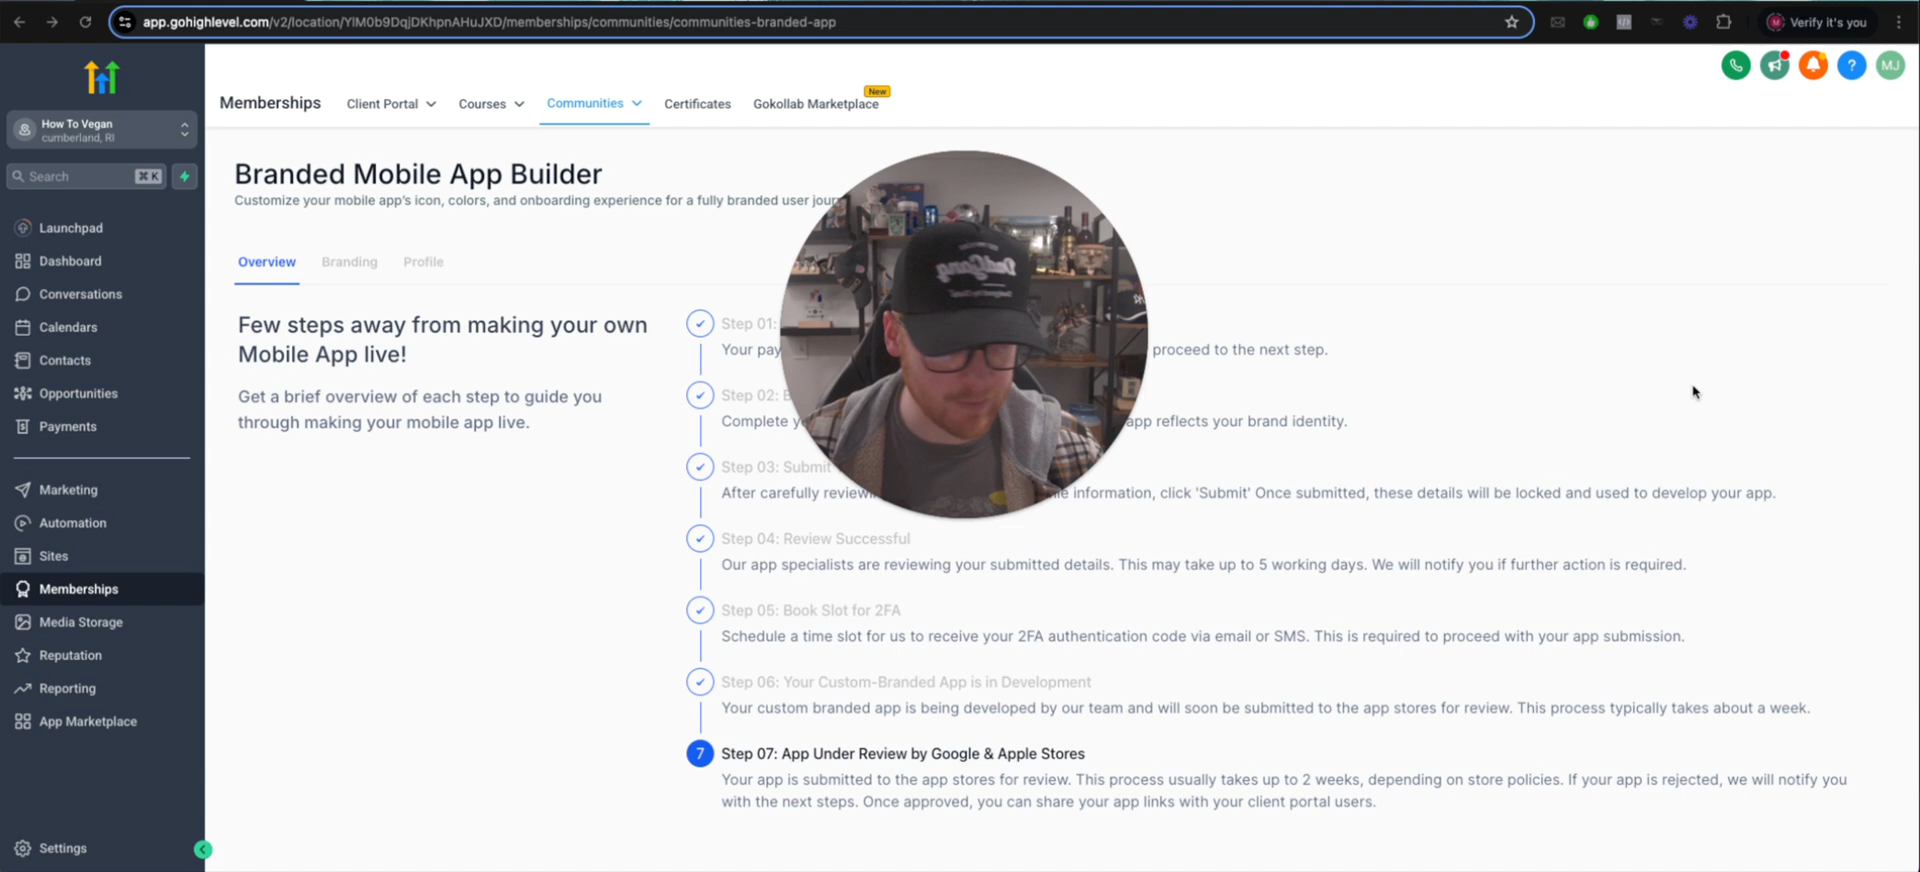 app.gohighlevel.com/v2/location/YlM0b9DqjDKhpnAHuJXD/memberships/communities/communities-branded-app
Verify it's you
How To Vegan
cumberland, RI
Search
⌘ K
Launchpad
Dashboard
Conversations
Calendars
Contacts
Opportunities
Payments
Marketing
Automation
Sites
Memberships
Media Storage
Reputation
Reporting
App Marketplace
Settings
MJ
Memberships
Client Portal
Courses
Communities
Certificates
Gokollab Marketplace
New
Branded Mobile App Builder
Customize your mobile app's icon, colors, and onboarding experience for a fully branded user
Overview
Branding
Profile
Few steps away from making your own
Mobile App live!
Get a brief overview of each step to guide you
through making your mobile app live.
Step 01:
Your proceed to the next step.
Step 02:
Complete app reflects your brand identity.
Step 03: Submit
After carefully information, click 'Submit' Once submitted, these details will be locked and used to develop your app.
Step 04: Review Successful
Our app specialists are reviewing your submitted details. This may take up to 5 working days. We will notify you if further action is required.
Step 05: Book Slot for 2FA
Schedule a time slot for us to receive your 2FA authentication code via email or SMS. This is required to proceed with your app submission.
Step 06: Your Custom-Branded App is in Development
Your custom branded app is being developed by our team and will soon be submitted to the app stores for review. This process typically takes about a week.
7
Step 07: App Under Review by Google & Apple Stores
Your app is submitted to the app stores for review. This process usually takes up to 2 weeks, depending on store policies. If your app is rejected, we will notify you
with the next steps. Once approved, you can share your app links with your client portal users.